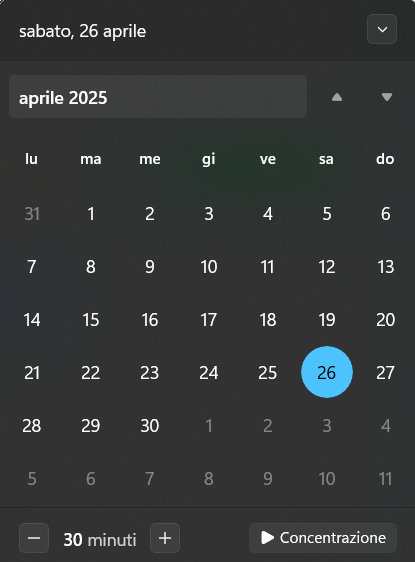 sabato, 26 aprile
aprile 2025
lu ma me gi ve sa do
31 1 2 3 4 5 6
7 8 9 10 11 12 13
14 15 16 17 18 19 20
21 22 23 24 25 26 27
28 29 30 1 2 3 4
5 6 7 8 9 10 11
30 minuti Concentrazione